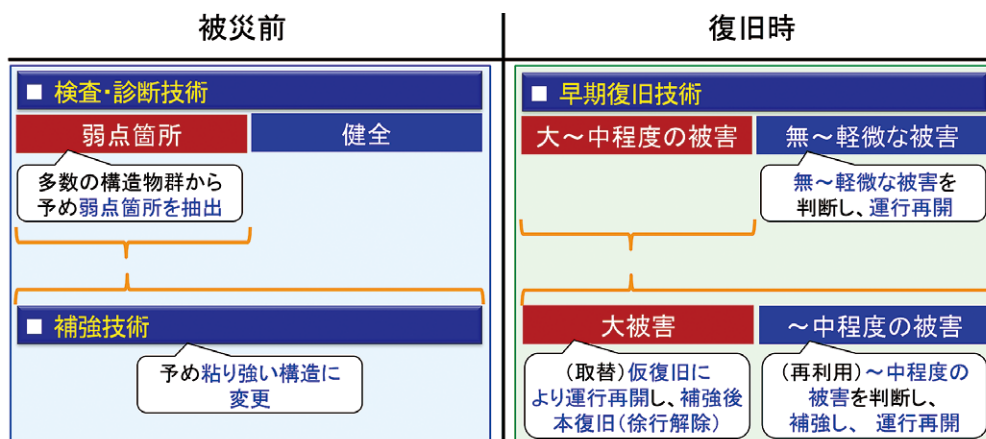 被災前
■ 検査・診断技術
弱点箇所
健全
多数の構造物群から
予め弱点箇所を抽出
■ 補強技術
予め粘り強い構造に
変更
復旧時
■ 早期復旧技術
大～中程度の被害
無～軽微な被害
無～軽微な被害を
判断し、運行再開
大被害
～中程度の被害
(取替)仮復旧に
より運行再開し、補強後
本復旧(徐行解除)
(再利用)～中程度の
被害を判断し、
補強し、 運行再開